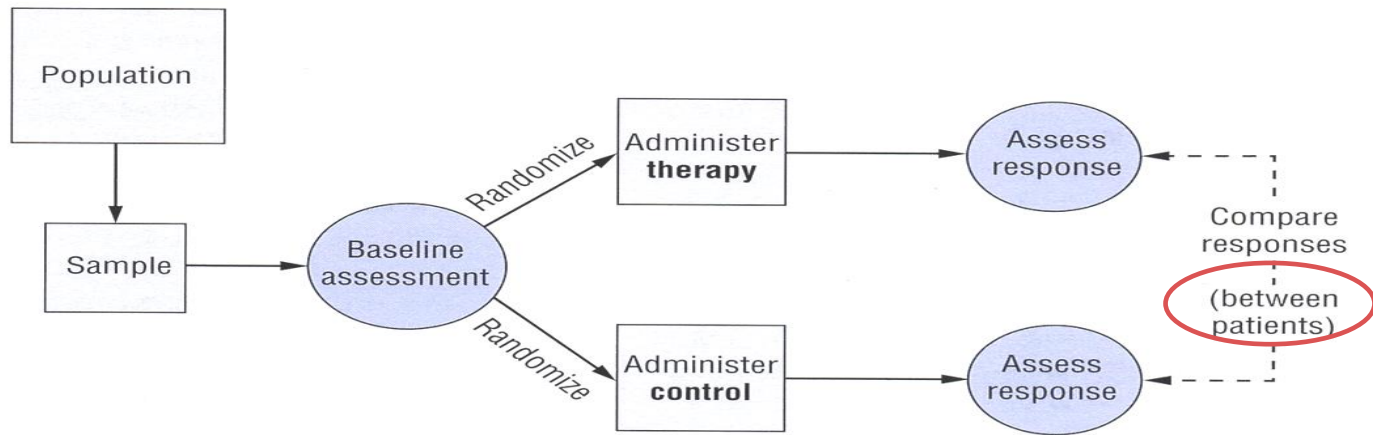 Population
Sample
Baseline
assessment
Randomize
Randomize
Administer
therapy
Administer
control
Assess
response
Assess
response
Compare
responses
(between
patients)